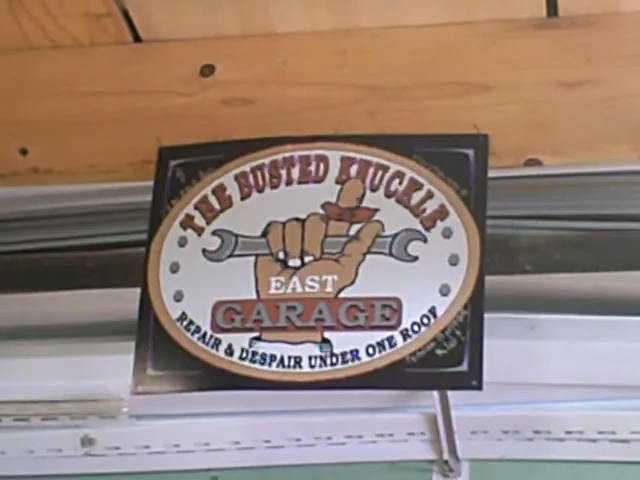 THE BUSTED KNUCKLE
EAST
GARAGE
REPAIR & DESPAIR UNDER ONE ROOF